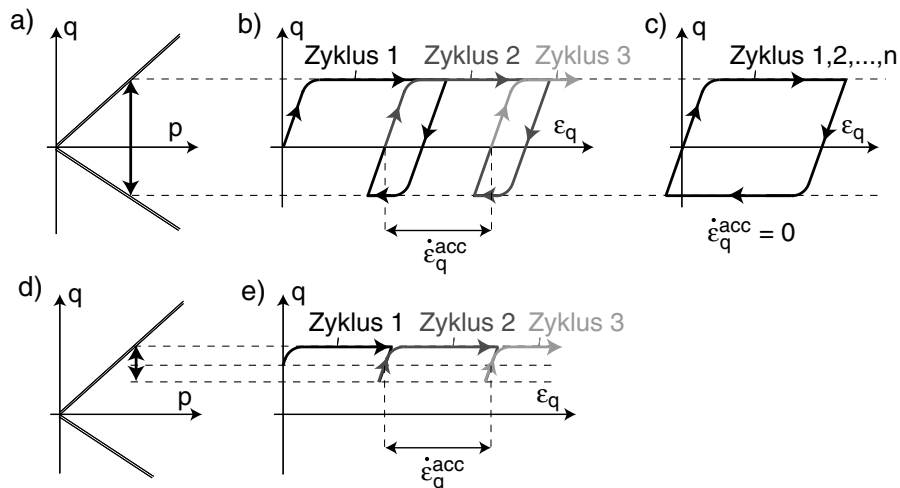 a)
q
p
b)
q
Zyklus 1
Zyklus 2
Zyklus 3
εq
ε̇q^acc
c)
q
Zyklus 1,2,...,n
εq
ε̇q^acc = 0
d)
q
p
e)
q
Zyklus 1
Zyklus 2
Zyklus 3
εq
ε̇q^acc